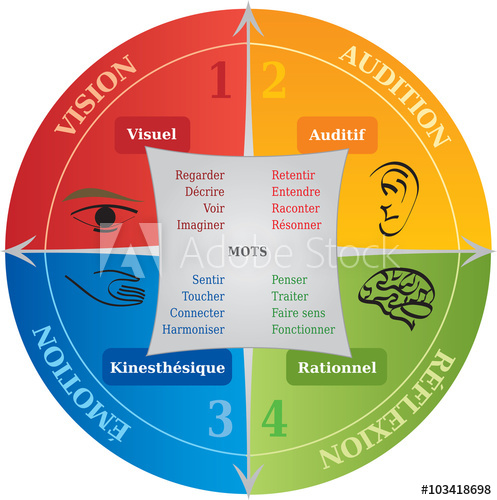 VISION
AUDITION
1
2
Visuel
Auditif
Regarder
Décrire
Voir
Imaginer
Retentir
Entendre
Raconter
Résonner
MOTS
Sentir
Toucher
Connecter
Harmoniser
Penser
Traiter
Faire sens
Fonctionner
Kinesthésique
Rationnel
3
4
ÉMOTION
RÉFLEXION
Adobe Stock
#103418698